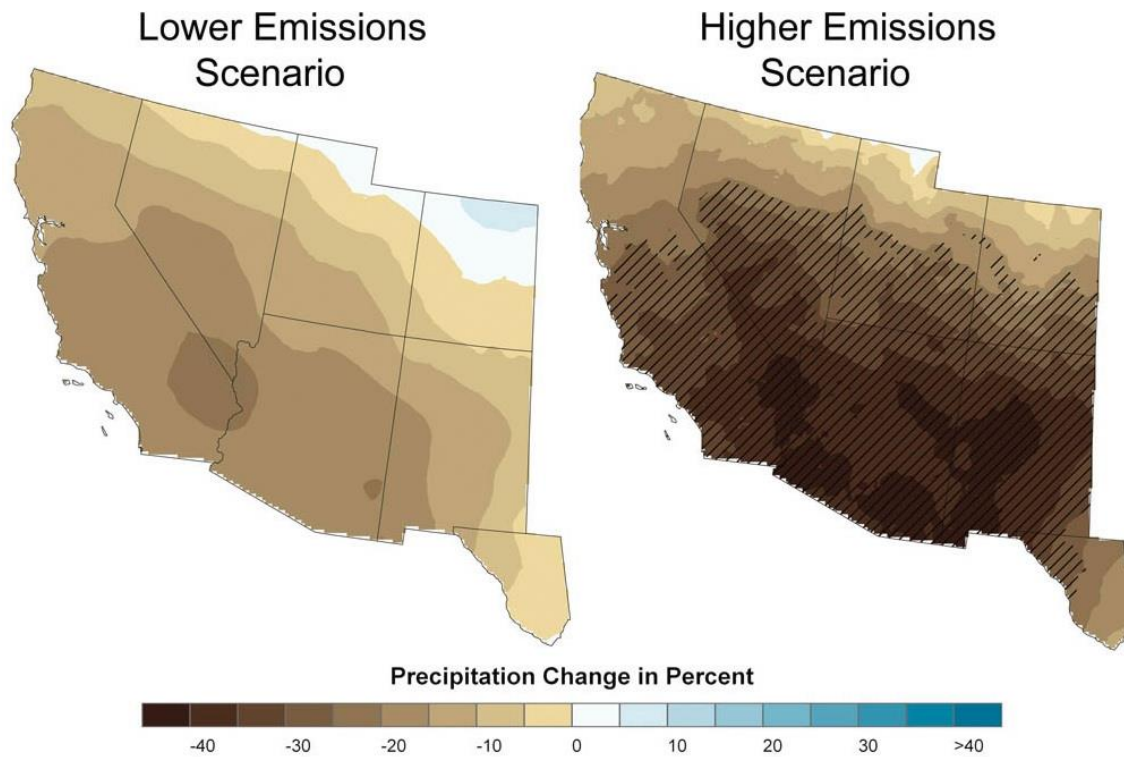 Lower Emissions
Scenario
Higher Emissions
Scenario
Precipitation Change in Percent
-40 -30 -20 -10 0 10 20 30 >40